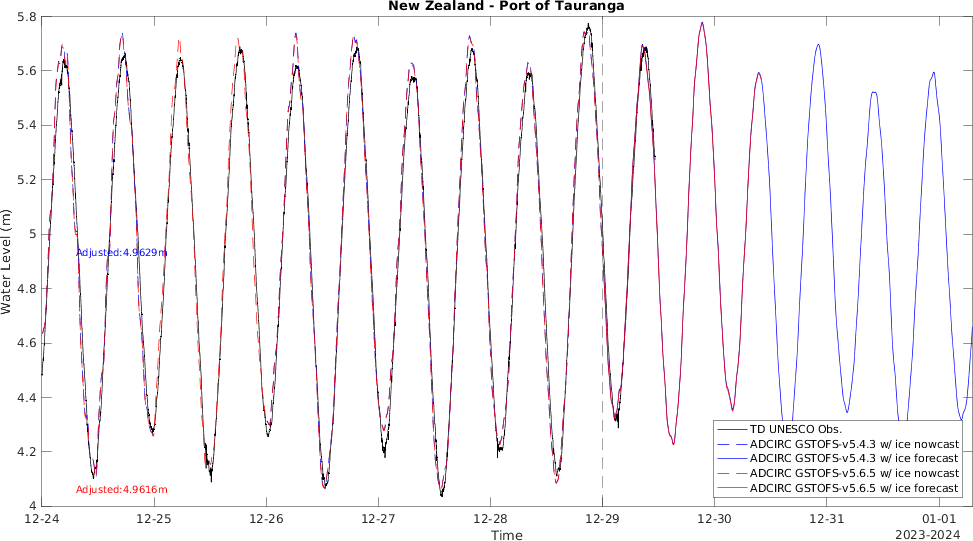 New Zealand - Port of Tauranga
5.8
5.6
5.4
5.2
5
4.8
4.6
4.4
4.2
4
Water Level (m)
Adjusted:4.9629m
Adjusted:4.9616m
TD UNESCO Obs.
ADCIRC GSTOFS-v5.4.3 w/ ice nowcast
ADCIRC GSTOFS-v5.4.3 w/ ice forecast
ADCIRC GSTOFS-v5.6.5 w/ ice nowcast
ADCIRC GSTOFS-v5.6.5 w/ ice forecast
12-24 12-25 12-26 12-27 12-28 12-29 12-30 12-31 01-01
Time
2023-2024